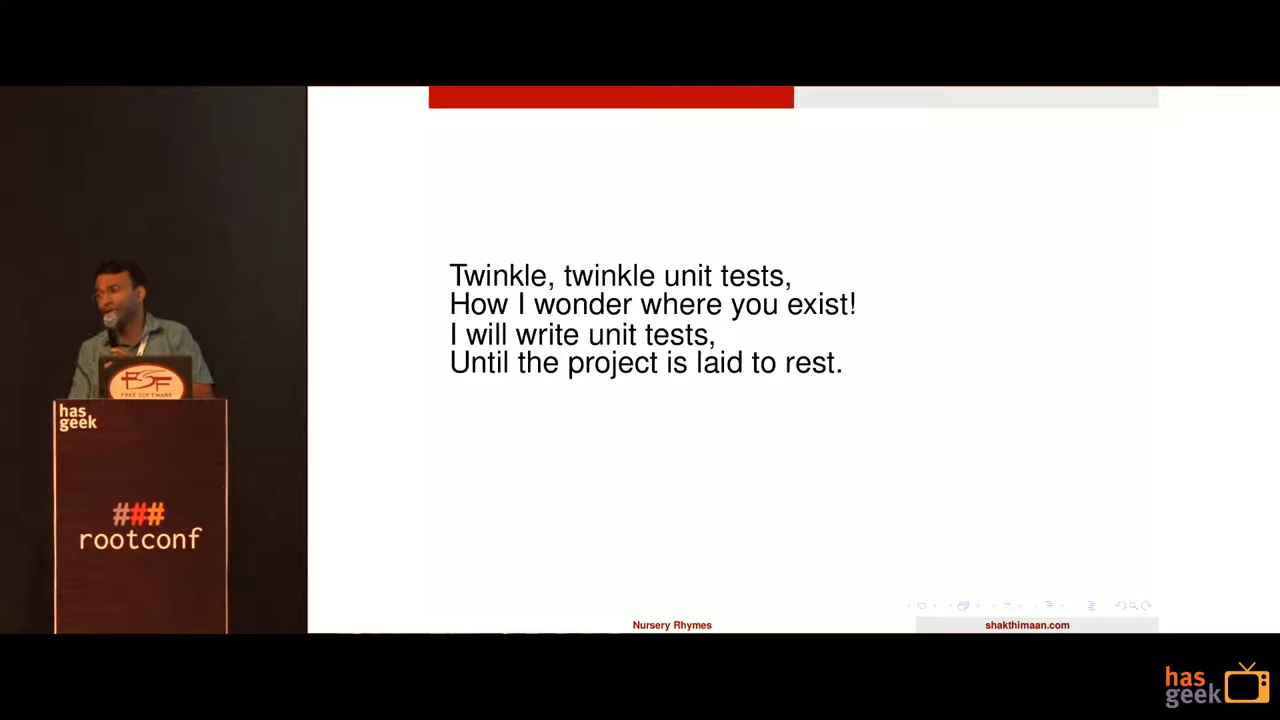 Twinkle, twinkle unit tests,
How I wonder where you exist!
I will write unit tests,
Until the project is laid to rest.
FSF
FREE SOFTWARE
has
geek
###
rootconf
Nursery Rhymes
shakthimaan.com
has
geek